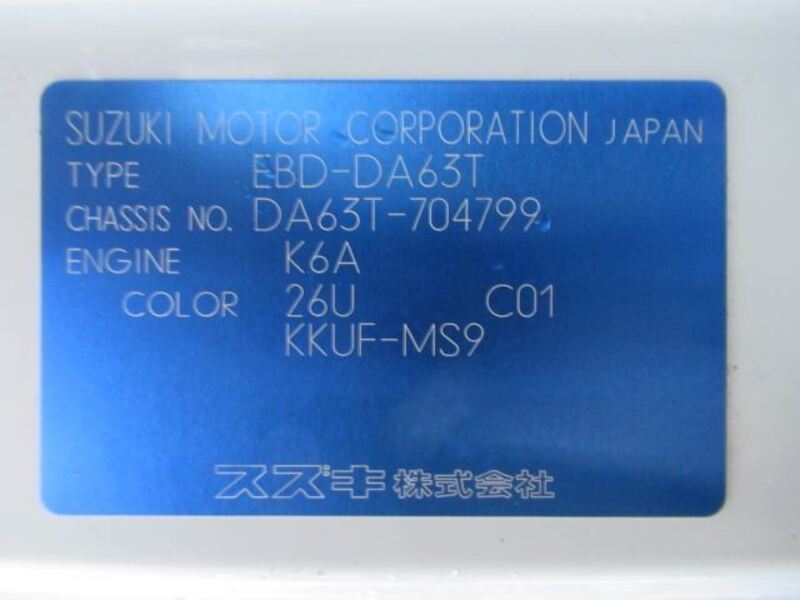 SUZUKI MOTOR CORPORATION JAPAN
TYPE EBD-DA63T
CHASSIS NO. DA63T-704799
ENGINE K6A
COLOR 26U C01
KKUF-MS9
スズキ株式会社